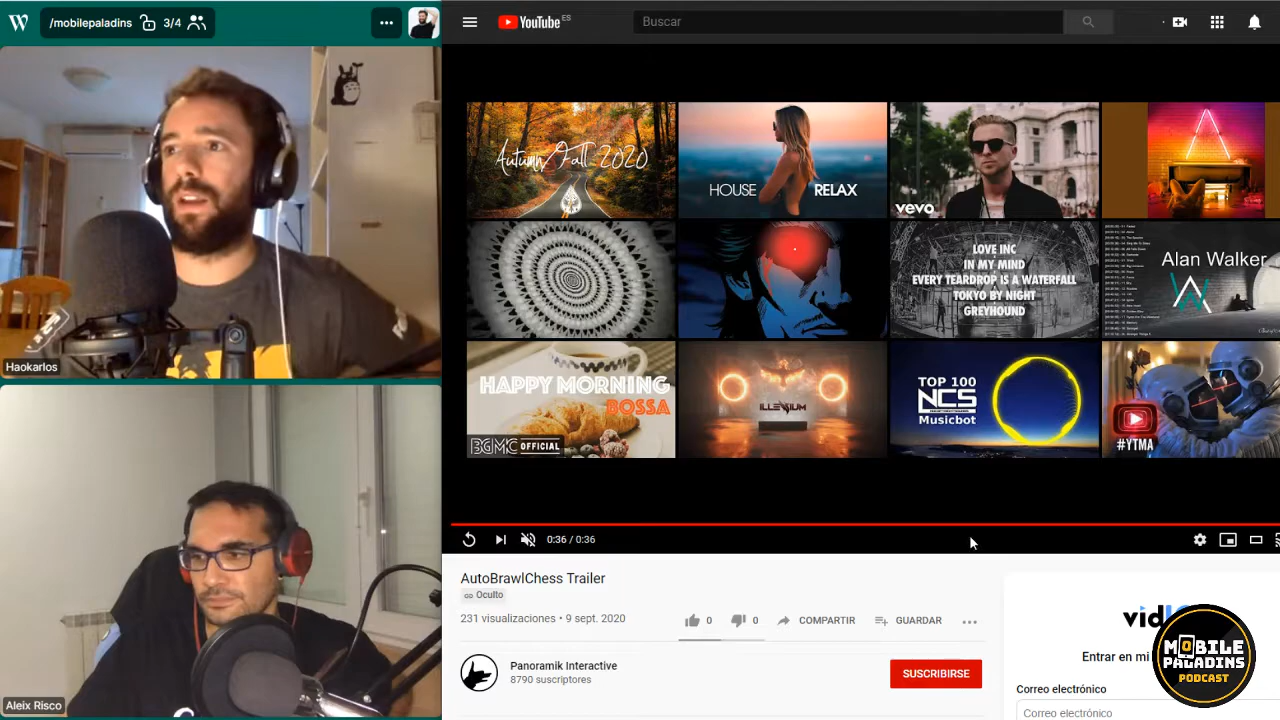 /mobilepaladins 3/4
Haokarlos
Aleix Risco
YouTube ES
Buscar
Autumn/Fall 2020
HOUSE RELAX
vevo
LOVE INC
IN MY MIND
EVERY TEARDROP IS A WATERFALL
TOKYO BY NIGHT
GREYHOUND
Alan Walker
HAPPY MORNING
BOSSA
BGMC OFFICIAL
ILLENIUM
TOP 100
NCS
Musicbot
#YTMA
0:36 / 0:36
AutoBrawlChess Trailer
Oculto
231 visualizaciones • 9 sept. 2020
0 0 COMPARTIR GUARDAR
Panoramik Interactive
8790 suscriptores
SUSCRIBIRSE
Entrar en mi
Correo electrónico
Correo electrónico
MOBILE
PALADINS
PODCAST